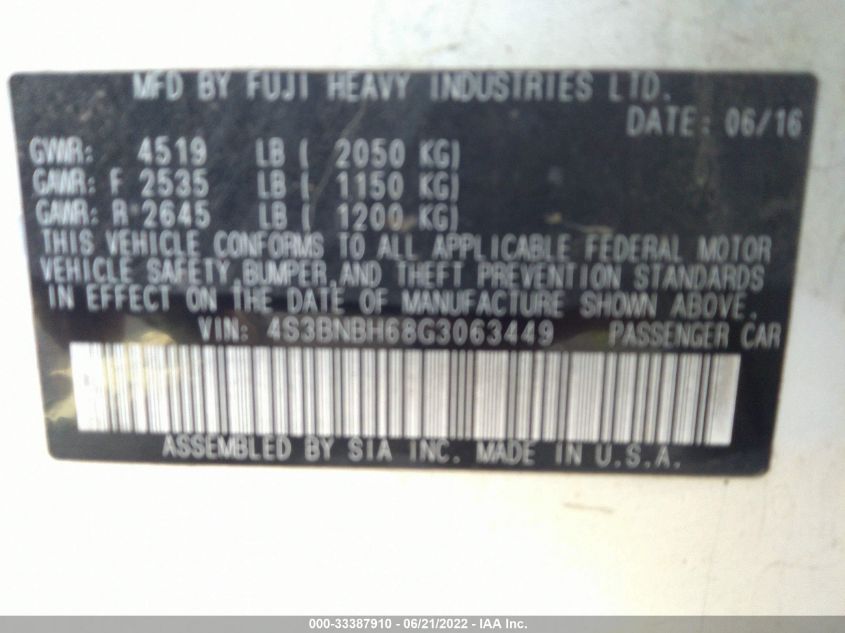 MFD BY FUJI HEAVY INDUSTRIES LTD.
DATE: 06/16
GVWR: 4519 LB ( 2050 KG)
GAWR: F 2535 LB ( 1150 KG)
GAWR: R 2645 LB ( 1200 KG)
THIS VEHICLE CONFORMS TO ALL APPLICABLE FEDERAL MOTOR
VEHICLE SAFETY,BUMPER,AND THEFT PREVENTION STANDARDS
IN EFFECT ON THE DATE OF MANUFACTURE SHOWN ABOVE.
VIN: 4S3BNBH68G3063449 PASSENGER CAR
ASSEMBLED BY SIA INC. MADE IN U.S.A.
000-33387910 - 06/21/2022 - IAA Inc.